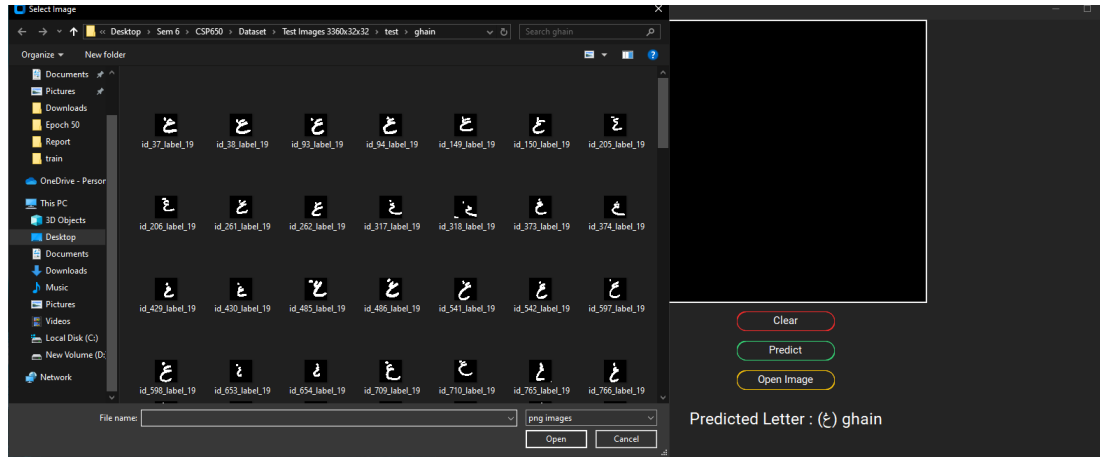 Select Image
« Desktop › Sem 6 › CSP650 › Dataset › Test Images 3360x32x32 › test › ghain
Search ghain
Organize
New folder
Documents
Pictures
Downloads
Epoch 50
Report
train
OneDrive - Person
This PC
3D Objects
Desktop
Documents
Downloads
Music
Pictures
Videos
Local Disk (C:)
New Volume (D:
Network
غ غ غ غ غ غ غ
id_37_label_19 id_38_label_19 id_93_label_19 id_94_label_19 id_149_label_19 id_150_label_19 id_205_label_19
غ غ غ غ غ غ غ
id_206_label_19 id_261_label_19 id_262_label_19 id_317_label_19 id_318_label_19 id_373_label_19 id_374_label_19
غ غ غ غ غ غ غ
id_429_label_19 id_430_label_19 id_485_label_19 id_486_label_19 id_541_label_19 id_542_label_19 id_597_label_19
غ غ غ غ غ غ غ
id_598_label_19 id_653_label_19 id_654_label_19 id_709_label_19 id_710_label_19 id_765_label_19 id_766_label_19
File name:
png images
Open
Cancel
Clear
Predict
Open Image
Predicted Letter : (غ) ghain